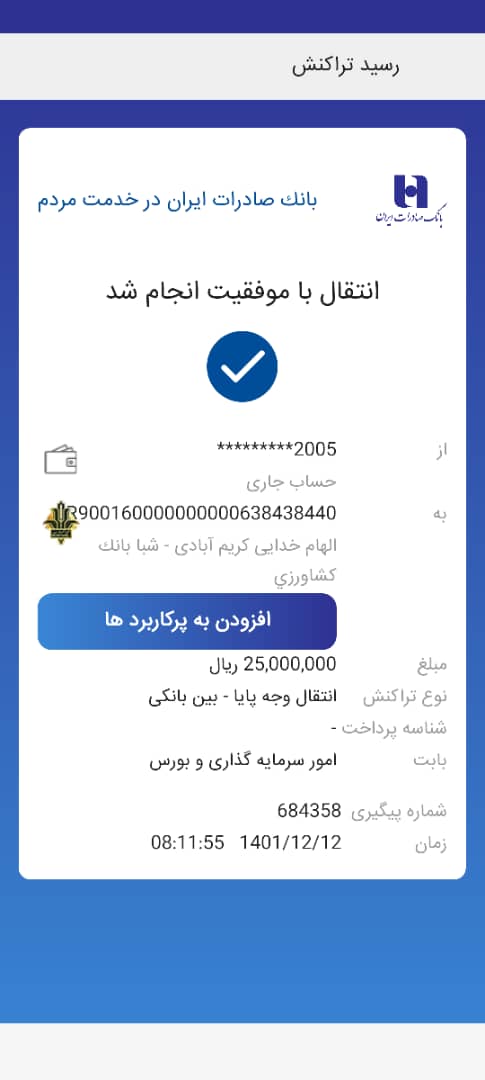 رسید تراکنش
بانك صادرات ایران در خدمت مردم
بانک صادرات ایران
انتقال با موفقیت انجام شد
از
2005*********
حساب جاری
به
R900160000000000638438440
الهام خدایی کریم آبادی - شبا بانك
کشاورزي
افزودن به پرکاربرد ها
مبلغ 25,000,000 ریال
نوع تراکنش انتقال وجه پایا - بین بانکی
شناسه پرداخت -
بابت امور سرمایه گذاری و بورس
شماره پیگیری 684358
زمان 1401/12/12 08:11:55